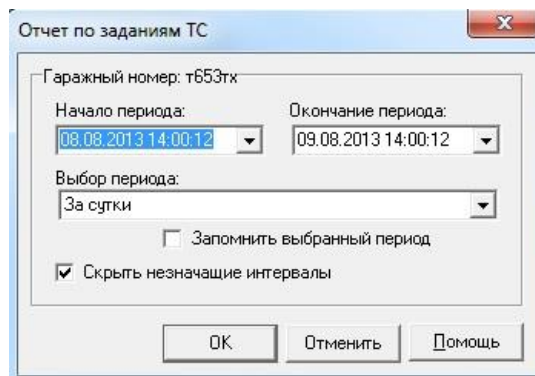 Отчет по заданиям ТС
Гаражный номер: т653тх
Начало периода:
Окончание периода:
08.08.2013 14:00:12
09.08.2013 14:00:12
Выбор периода:
За сутки
Запомнить выбранный период
Скрыть незначащие интервалы
OK
Отменить
Помощь